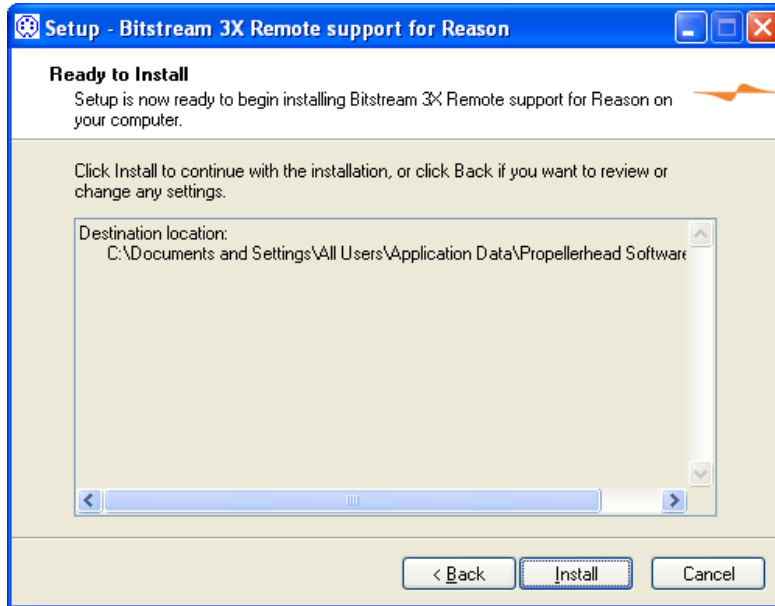 Setup - Bitstream 3X Remote support for Reason
Ready to Install
Setup is now ready to begin installing Bitstream 3X Remote support for Reason on
your computer.
Click Install to continue with the installation, or click Back if you want to review or
change any settings.
Destination location:
C:\Documents and Settings\All Users\Application Data\Propellerhead Software
< Back
Install
Cancel